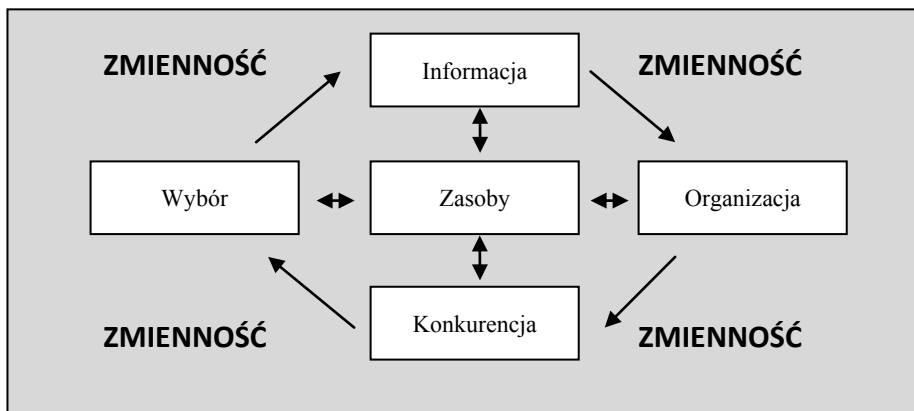 ZMIENNOŚĆ
Informacja
ZMIENNOŚĆ
Wybór
Zasoby
Organizacja
Konkurencja
ZMIENNOŚĆ
ZMIENNOŚĆ